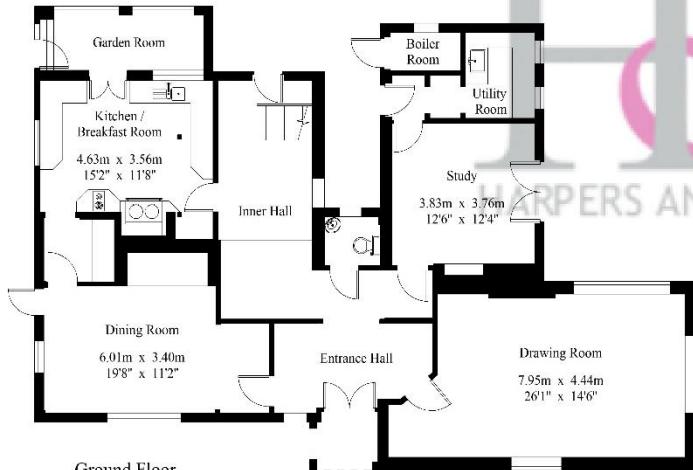 Garden Room
Boiler
Room
Kitchen /
Breakfast Room
4.63m x 3.56m
15'2" x 11'8"
Utility
Room
Study
3.83m x 3.76m
12'6" x 12'4"
HARPERS AN
Inner Hall
Dining Room
6.01m x 3.40m
19'8" x 11'2"
Entrance Hall
Drawing Room
7.95m x 4.44m
26'1" x 14'6"
Ground Floor